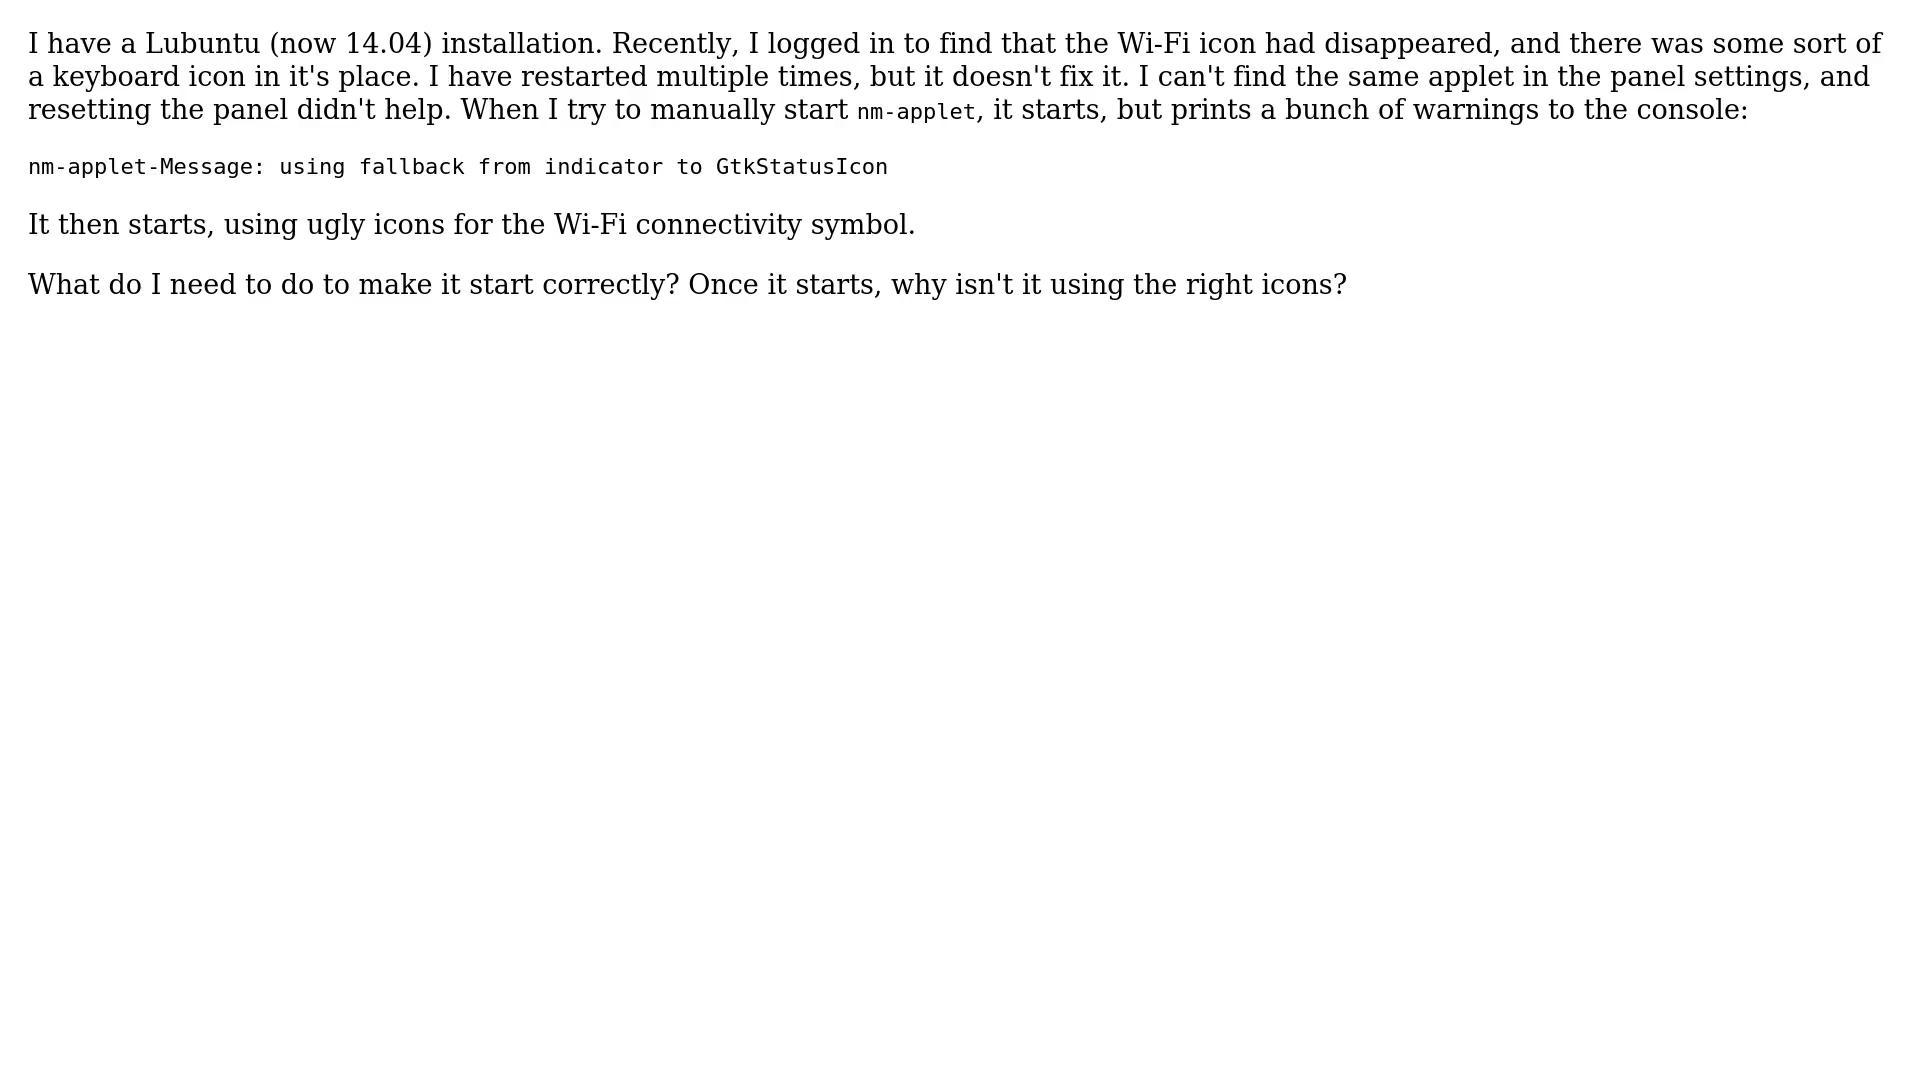 I have a Lubuntu (now 14.04) installation. Recently, I logged in to find that the Wi-Fi icon had disappeared, and there was some sort of
a keyboard icon in it's place. I have restarted multiple times, but it doesn't fix it. I can't find the same applet in the panel settings, and
resetting the panel didn't help. When I try to manually start nm-applet, it starts, but prints a bunch of warnings to the console:
nm-applet-Message: using fallback from indicator to GtkStatusIcon
It then starts, using ugly icons for the Wi-Fi connectivity symbol.
What do I need to do to make it start correctly? Once it starts, why isn't it using the right icons?